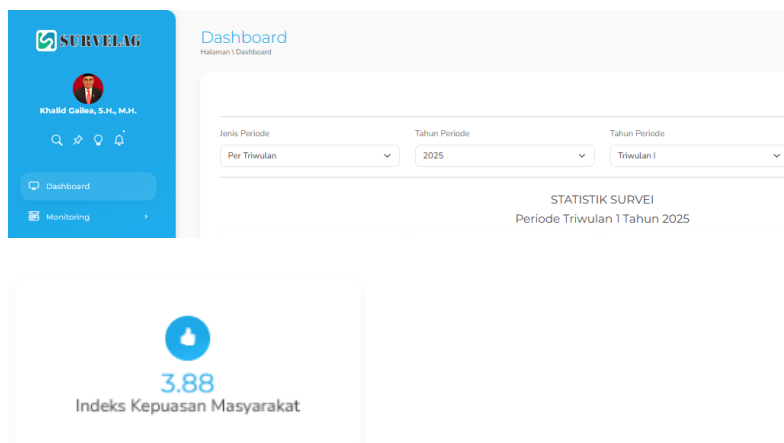 SURVELAG
Dashboard
Halaman \ Dashboard
Khalid Gailea, S.H., M.H.
Jenis Periode
Tahun Periode
Tahun Periode
Per Triwulan
2025
Triwulan I
Dashboard
Monitoring
STATISTIK SURVEI
Periode Triwulan 1 Tahun 2025
3.88
Indeks Kepuasan Masyarakat